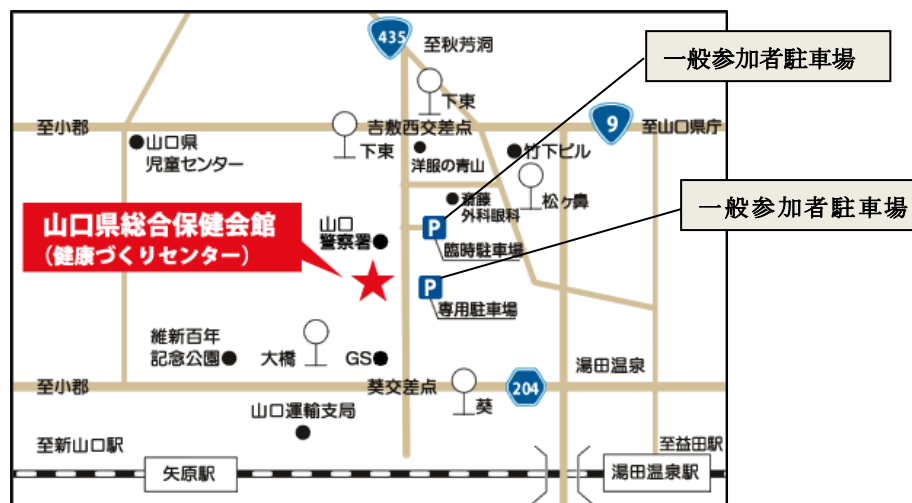 435
至秋芳洞
一般参加者駐車場
下東
至小郡
吉敷西交差点
9
至山口県庁
山口県
児童センター
下東
洋服の青山
竹下ビル
松ヶ鼻
斎藤
外科眼科
一般参加者駐車場
山口県総合保健会館
(健康づくりセンター)
山口
警察署
P
臨時駐車場
P
専用駐車場
維新百年
記念公園
大橋
GS
湯田温泉
至小郡
葵交差点
204
葵
山口運輸支局
至新山口駅
至益田駅
矢原駅
湯田温泉駅